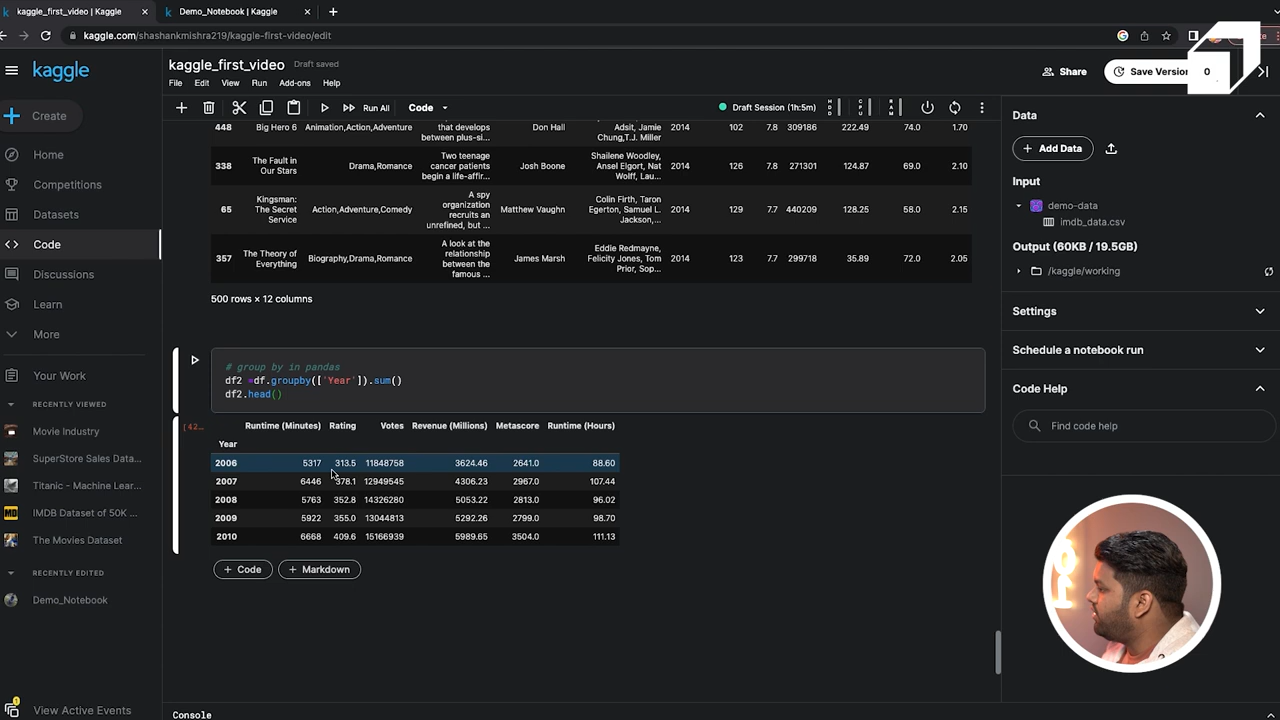 kaggle_first_video | Kaggle
Demo_Notebook | Kaggle
kaggle.com/shashankmishra219/kaggle-first-video/edit
kaggle
kaggle_first_video Draft saved
File Edit View Run Add-ons Help
Share
Save Version
0
Run All
Code
Draft Session (1h:5m)
Create
Home
Competitions
Datasets
Code
Discussions
Learn
More
Your Work
RECENTLY VIEWED
Movie Industry
SuperStore Sales Data...
Titanic - Machine Lear...
IMDB Dataset of 50K ...
The Movies Dataset
RECENTLY EDITED
Demo_Notebook
View Active Events
448 Big Hero 6 Animation,Action,Adventure that develops between plus-si... Don Hall Adsit, Jamie Chung,T.J. Miller 2014 102 7.8 309186 222.49 74.0 1.70
338 The Fault in Our Stars Drama,Romance Two teenage cancer patients begin a life-affir... Josh Boone Shailene Woodley, Ansel Elgort, Nat Wolff, Lau... 2014 126 7.8 271301 124.87 69.0 2.10
65 Kingsman: The Secret Service Action,Adventure,Comedy A spy organization recruits an unrefined, but ... Matthew Vaughn Colin Firth, Taron Egerton, Samuel L. Jackson,... 2014 129 7.7 440209 128.25 58.0 2.15
357 The Theory of Everything Biography,Drama,Romance A look at the relationship between the famous ... James Marsh Eddie Redmayne, Felicity Jones, Tom Prior, Sop... 2014 123 7.7 299718 35.89 72.0 2.05
500 rows × 12 columns
# group by in pandas
df2 =df.groupby(['Year']).sum()
df2.head()
[42...
Runtime (Minutes) Rating Votes Revenue (Millions) Metascore Runtime (Hours)
Year
2006 5317 313.5 11848758 3624.46 2641.0 88.60
2007 6446 378.1 12949545 4306.23 2967.0 107.44
2008 5763 352.8 14326280 5053.22 2813.0 96.02
2009 5922 355.0 13044813 5292.26 2799.0 98.70
2010 6668 409.6 15166939 5989.65 3504.0 111.13
+ Code
+ Markdown
Console
Data
Add Data
Input
demo-data
imdb_data.csv
Output (60KB / 19.5GB)
/kaggle/working
Settings
Schedule a notebook run
Code Help
Find code help